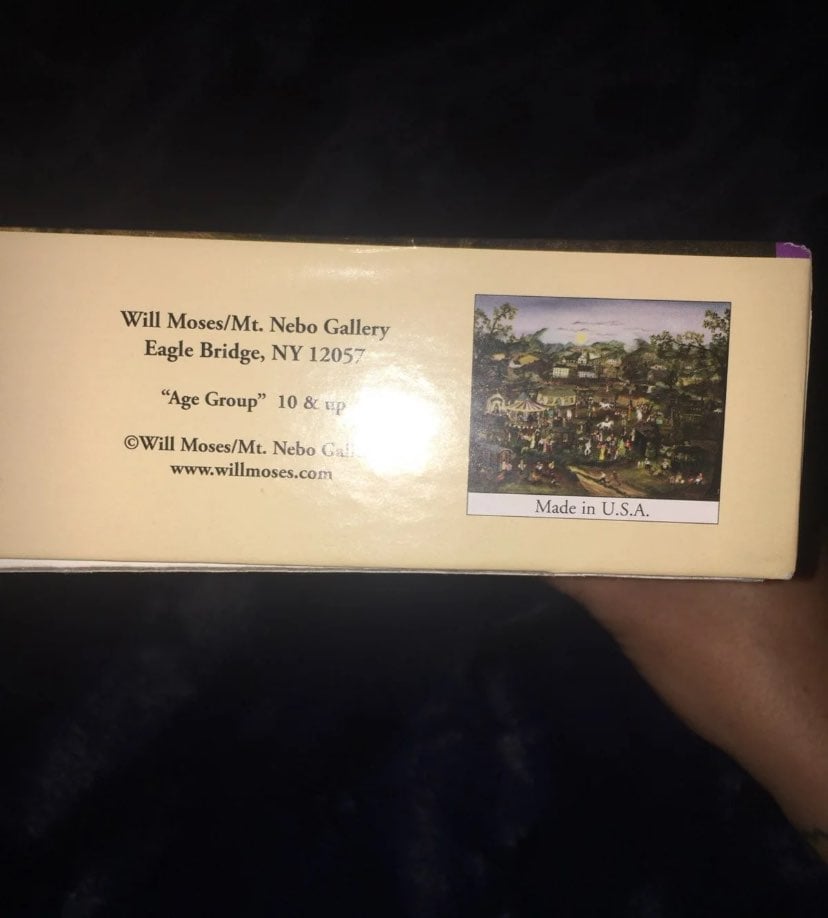 Will Moses/Mt. Nebo Gallery
Eagle Bridge, NY 12057
“Age Group” 10 & up
©Will Moses/Mt. Nebo
www.willmoses.com
Made in U.S.A.